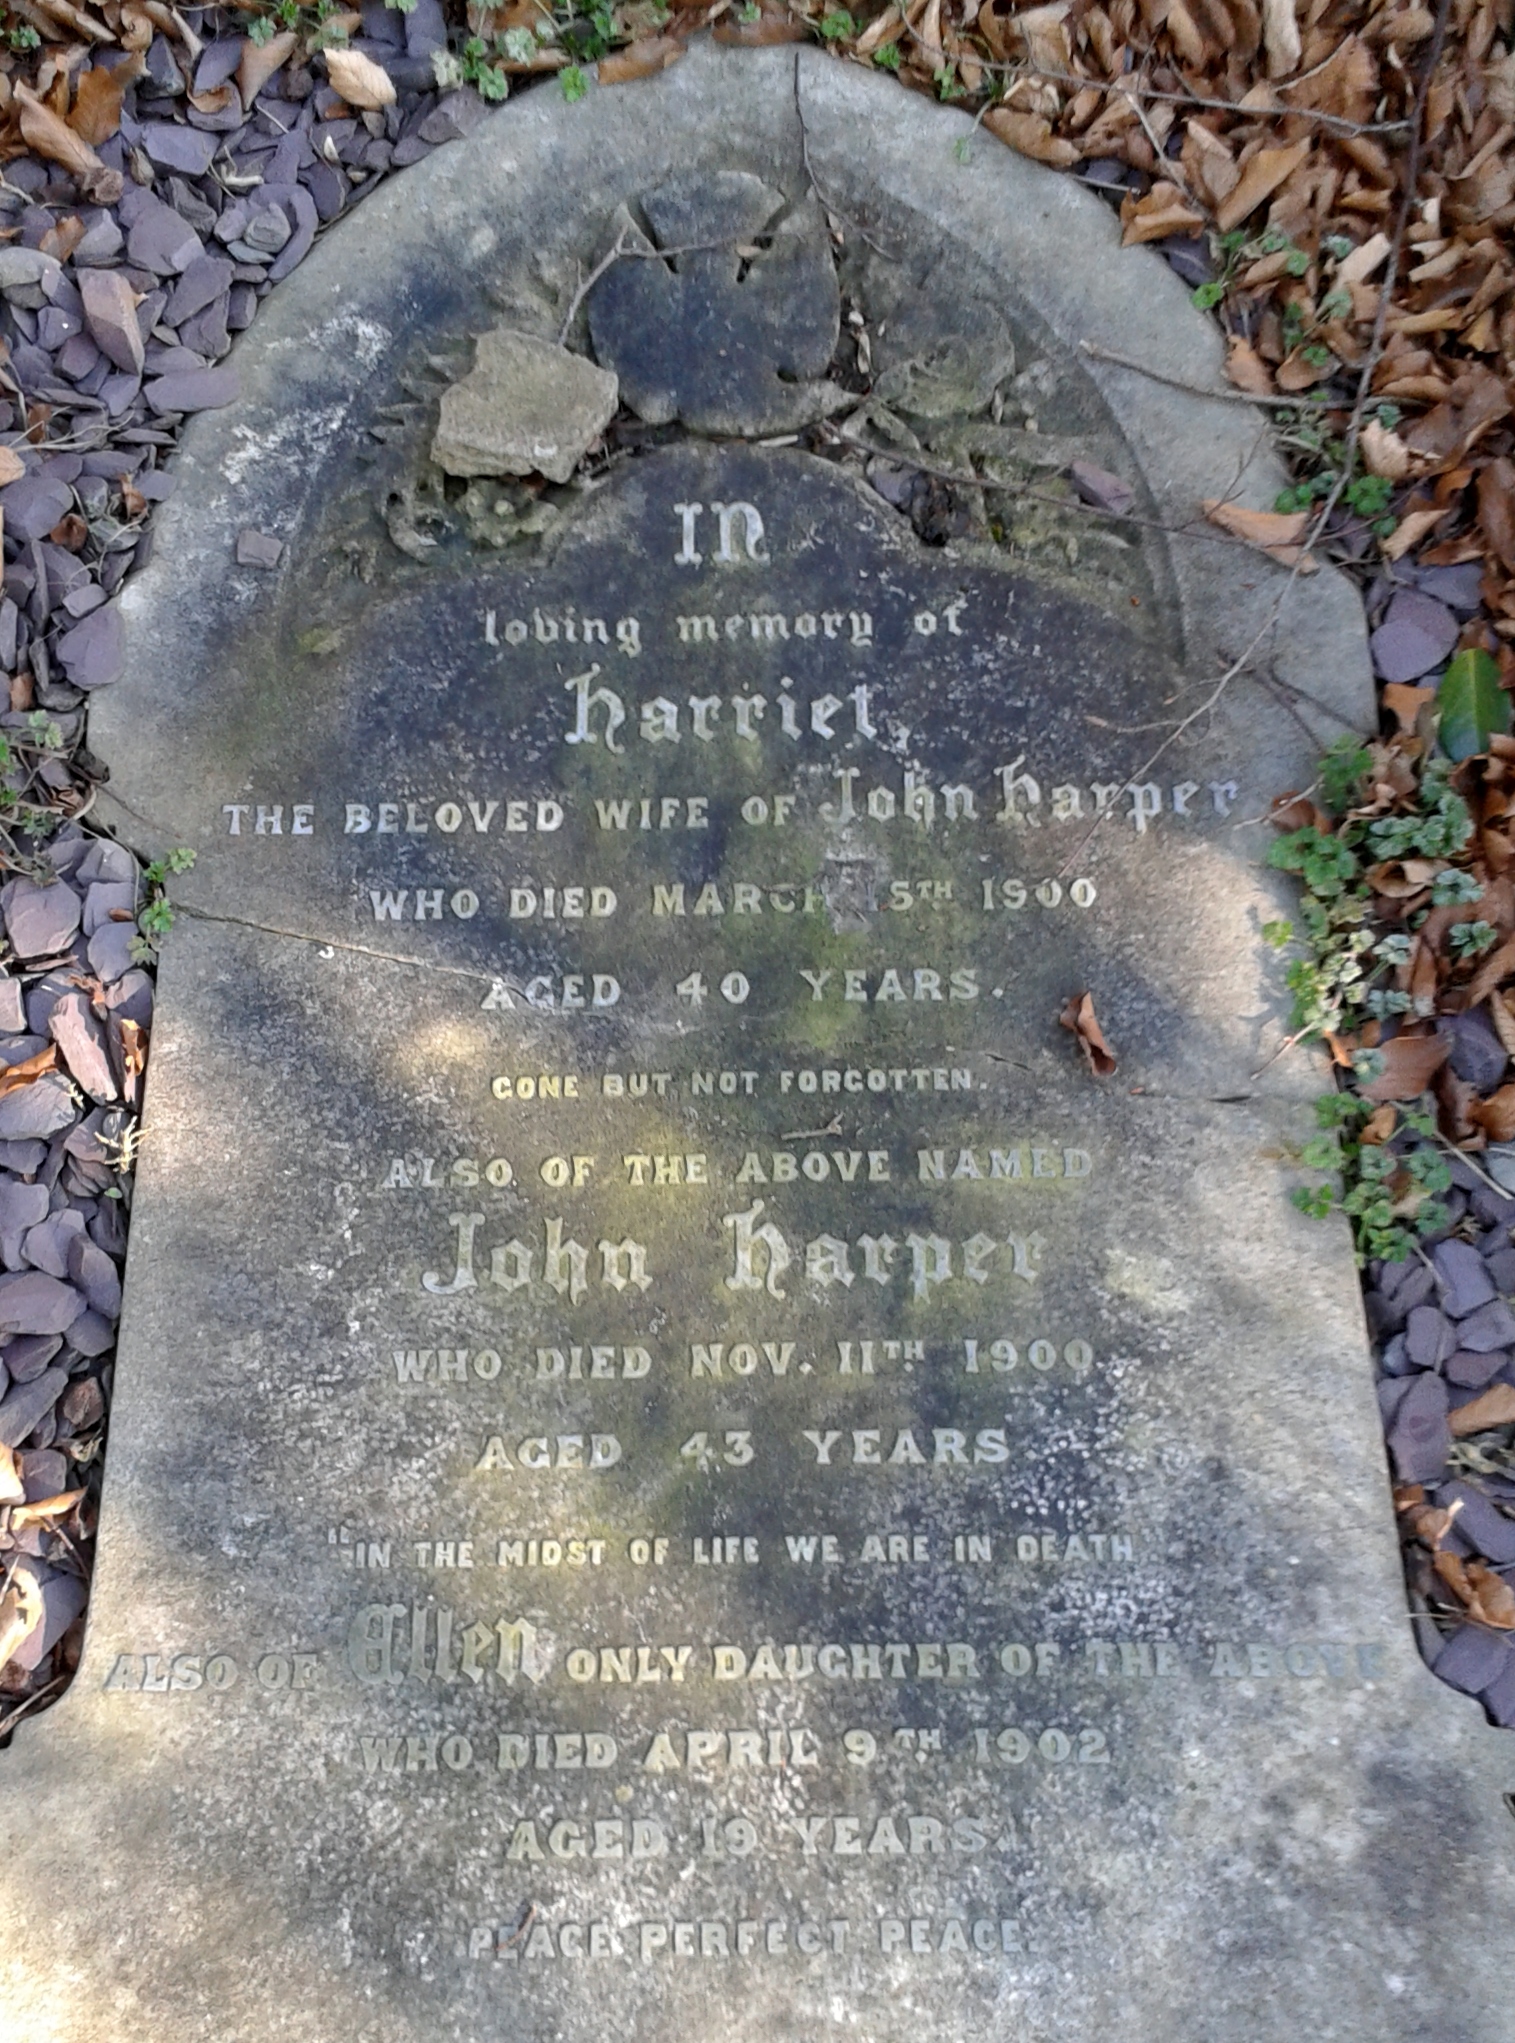 IN
loving memory of
Harriet,
THE BELOVED WIFE OF John Harper
WHO DIED MARCH 15TH 1900
AGED 40 YEARS.
GONE BUT NOT FORGOTTEN.
ALSO OF THE ABOVE NAMED
John Harper
WHO DIED NOV. 11TH 1900
AGED 43 YEARS
"IN THE MIDST OF LIFE WE ARE IN DEATH"
ALSO OF Ellen ONLY DAUGHTER OF THE ABOVE
WHO DIED APRIL 9TH 1902
AGED 19 YEARS.
PEACE PERFECT PEACE.